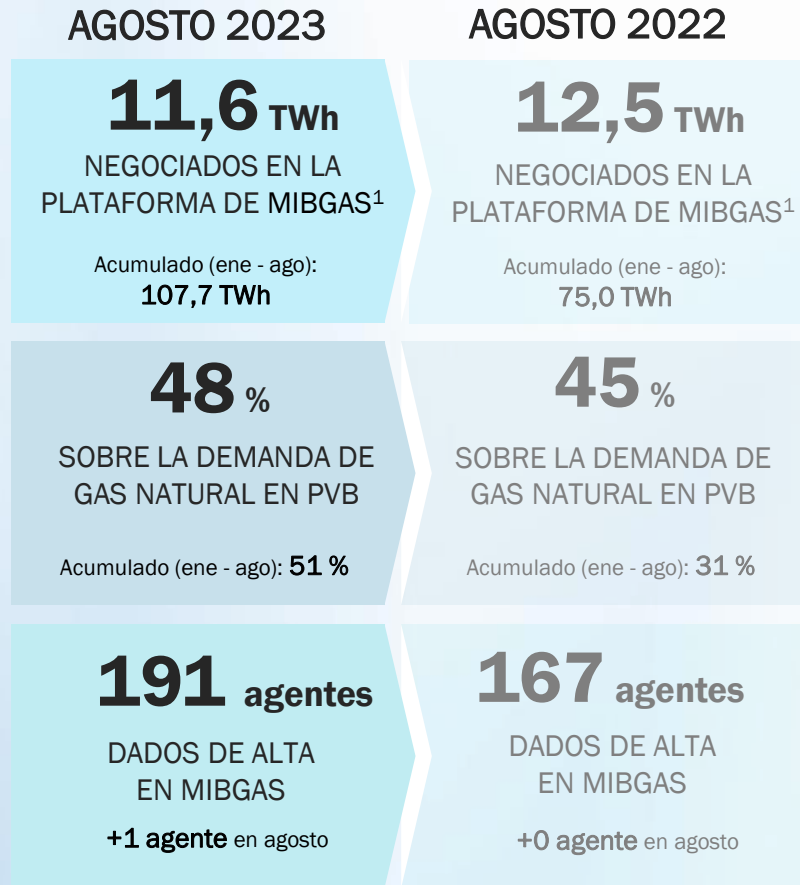 AGOSTO 2023
11,6 TWh
NEGOCIADOS EN LA
PLATAFORMA DE MIBGAS¹
Acumulado (ene - ago):
107,7 TWh
48 %
SOBRE LA DEMANDA DE
GAS NATURAL EN PVB
Acumulado (ene - ago): 51 %
191 agentes
DADOS DE ALTA
EN MIBGAS
+1 agente en agosto
AGOSTO 2022
12,5 TWh
NEGOCIADOS EN LA
PLATAFORMA DE MIBGAS¹
Acumulado (ene - ago):
75,0 TWh
45 %
SOBRE LA DEMANDA DE
GAS NATURAL EN PVB
Acumulado (ene - ago): 31 %
167 agentes
DADOS DE ALTA
EN MIBGAS
+0 agente en agosto